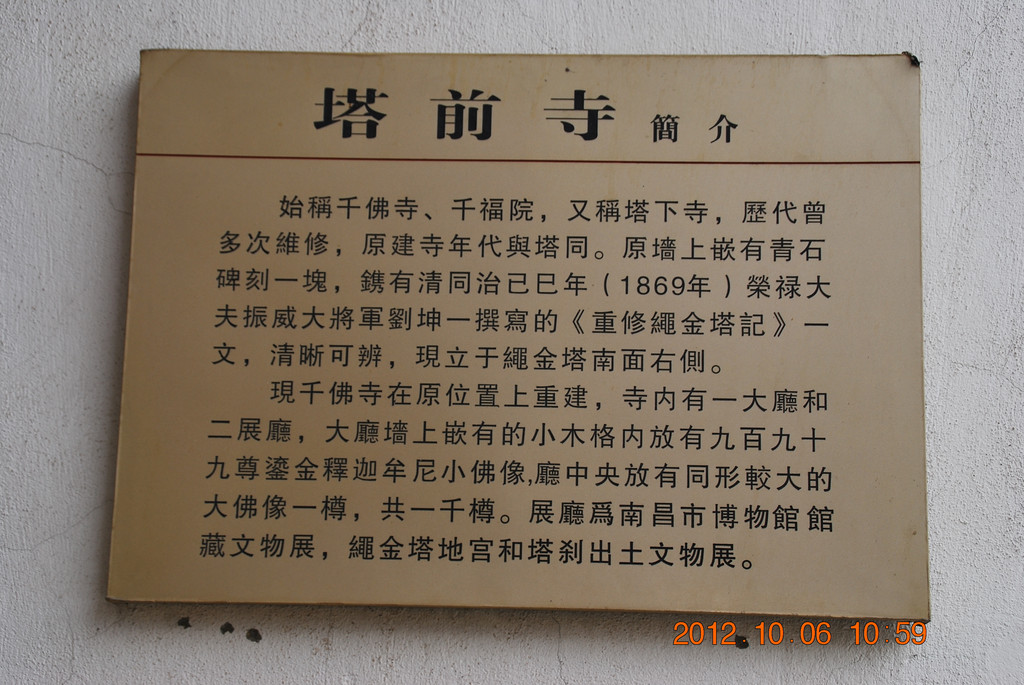 塔前寺 簡介
始稱千佛寺、千福院，又稱塔下寺，歷代曾
多次維修，原建寺年代與塔同。原墻上嵌有青石
碑刻一塊，鐫有清同治已巳年（1869年）榮禄大
夫振威大將軍劉坤一撰寫的《重修繩金塔記》一
文，清晰可辨，現立于繩金塔南面右側。
現千佛寺在原位置上重建，寺内有一大廳和
二展廳，大廳墻上嵌有的小木格内放有九百九十
九尊鎏金釋迦牟尼小佛像,廳中央放有同形較大的
大佛像一樽，共一千樽。展廳爲南昌市博物館館
藏文物展，繩金塔地宫和塔刹出土文物展。
2012.10.06 10:59